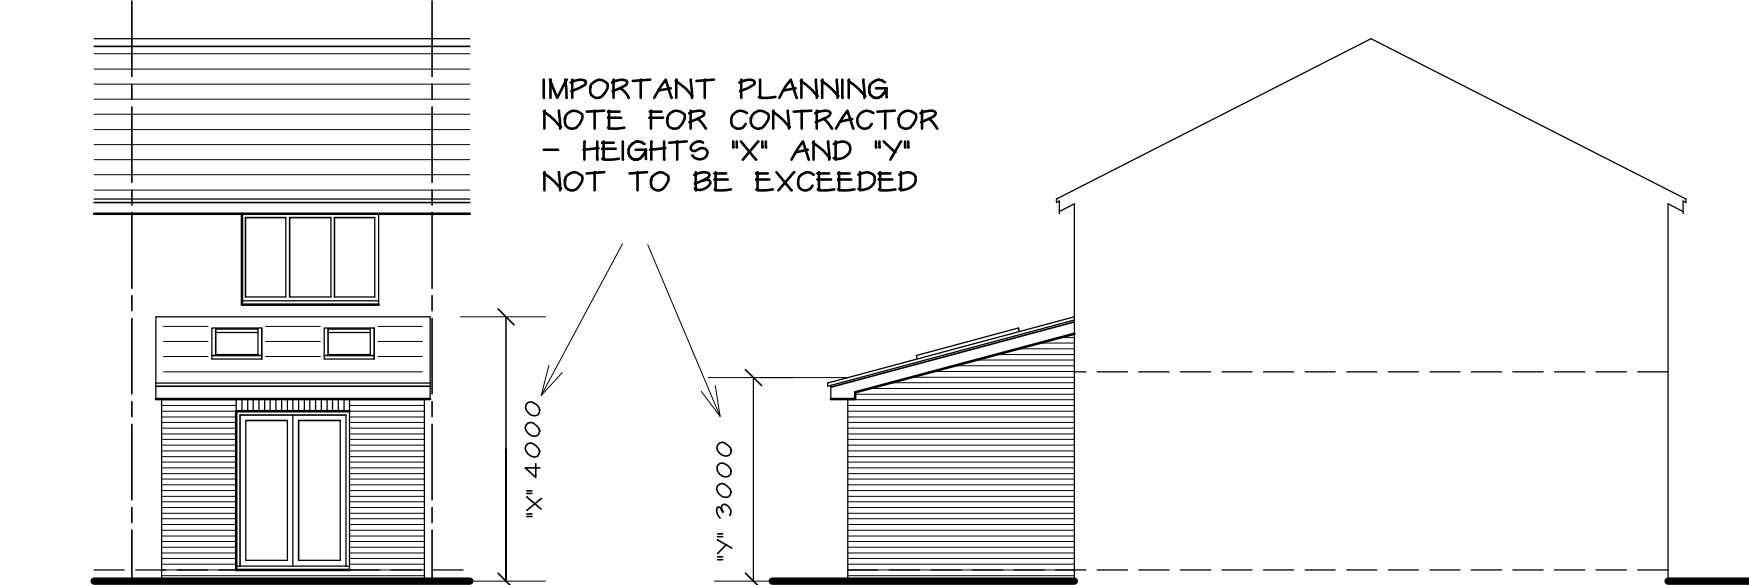 IMPORTANT PLANNING
NOTE FOR CONTRACTOR
- HEIGHTS "X" AND "Y"
NOT TO BE EXCEEDED
"X" 4000
"Y" 3000